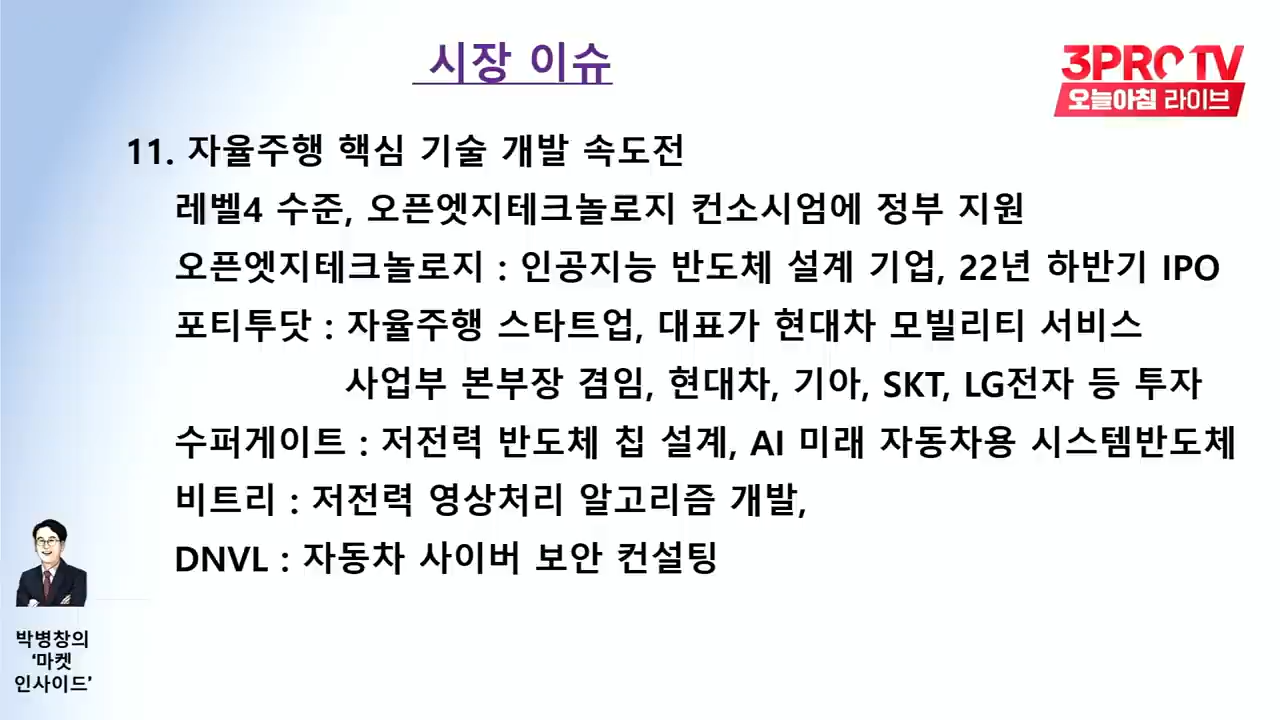 시장 이슈
3PRO TV
오늘아침 라이브
11. 자율주행 핵심 기술 개발 속도전
레벨4 수준, 오픈엣지테크놀로지 컨소시엄에 정부 지원
오픈엣지테크놀로지 : 인공지능 반도체 설계 기업, 22년 하반기 IPO
포티투닷 : 자율주행 스타트업, 대표가 현대차 모빌리티 서비스
사업부 본부장 겸임, 현대차, 기아, SKT, LG전자 등 투자
수퍼게이트 : 저전력 반도체 칩 설계, AI 미래 자동차용 시스템반도체
비트리 : 저전력 영상처리 알고리즘 개발,
DNVL : 자동차 사이버 보안 컨설팅
박병창의
‘마켓
인사이드’